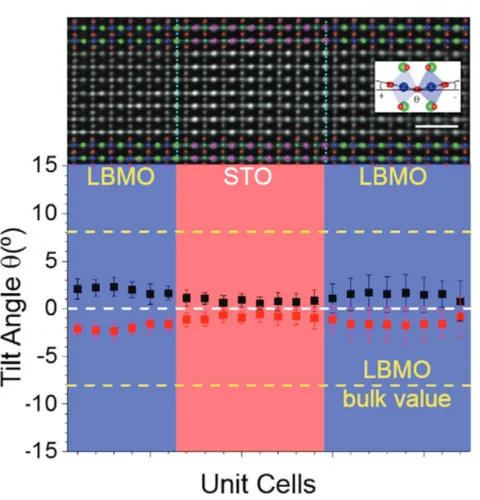 + θ -
15
LBMO STO LBMO
10
5
0
-5
LBMO
bulk value
-10
-15
Tilt Angle θ(º)
Unit Cells